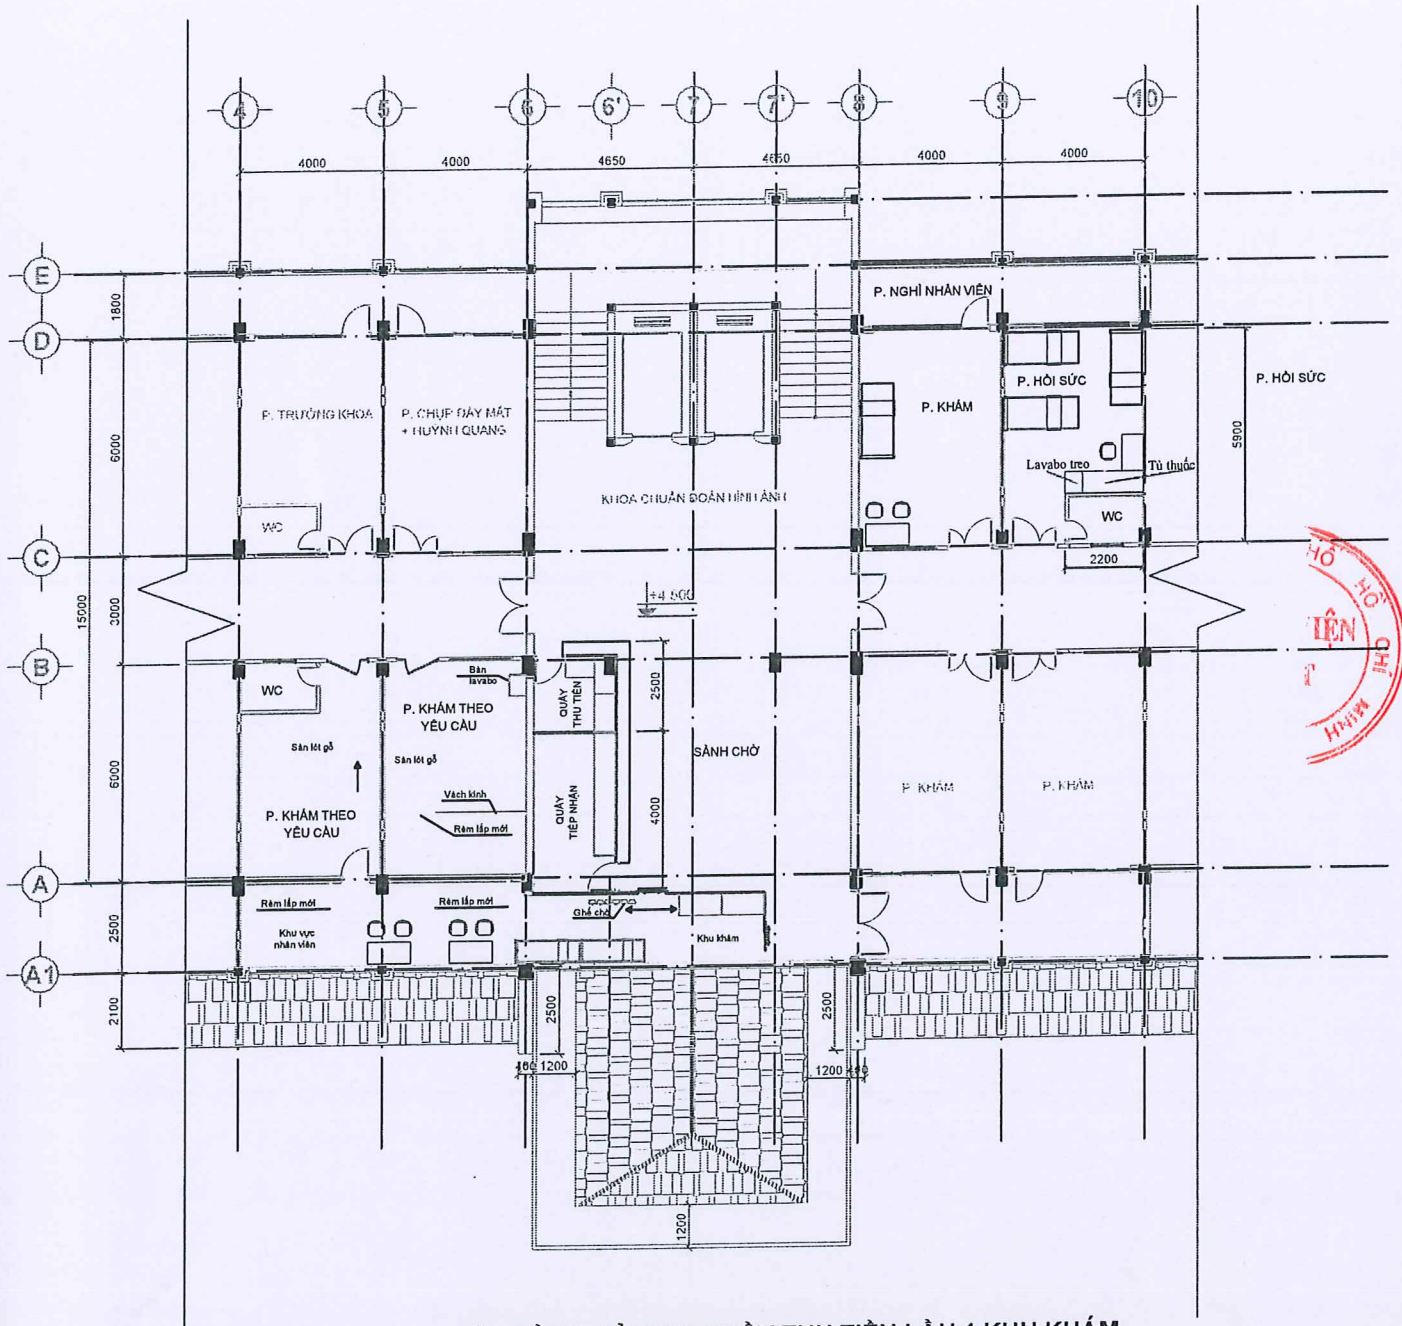 4
5
6
6'
7
7'
8
9
10
4000
4000
4650
4650
4000
4000
E
D
C
B
A
A1
1800
6000
3000
6000
2500
2100
15000
P. NGHỈ NHÂN VIÊN
P. TRƯỞNG KHOA
P. CHỤP ĐÁY MẮT
+ HUỲNH QUANG
P. KHÁM
P. HỒI SỨC
P. HỒI SỨC
5900
Lavabo treo
Tủ thuốc
WC
WC
2200
KHOA CHUẨN ĐOÁN HÌNH ẢNH
+4.500
HỒ HỒ CHÍ MINH
IỆN
WC
Bàn
lavabo
P. KHÁM THEO
YÊU CẦU
Sàn lót gỗ
Sàn lót gỗ
Vách kính
Rèm lắp mới
P. KHÁM THEO
YÊU CẦU
QUẦY
THU TIỀN
QUẦY
TIẾP NHẬN
2500
4000
SẢNH CHỜ
P. KHÁM
P. KHÁM
Rèm lắp mới
Rèm lắp mới
Khu vực
nhân viên
Ghế chờ
Khu khám
2500
2500
1200
1200
1200